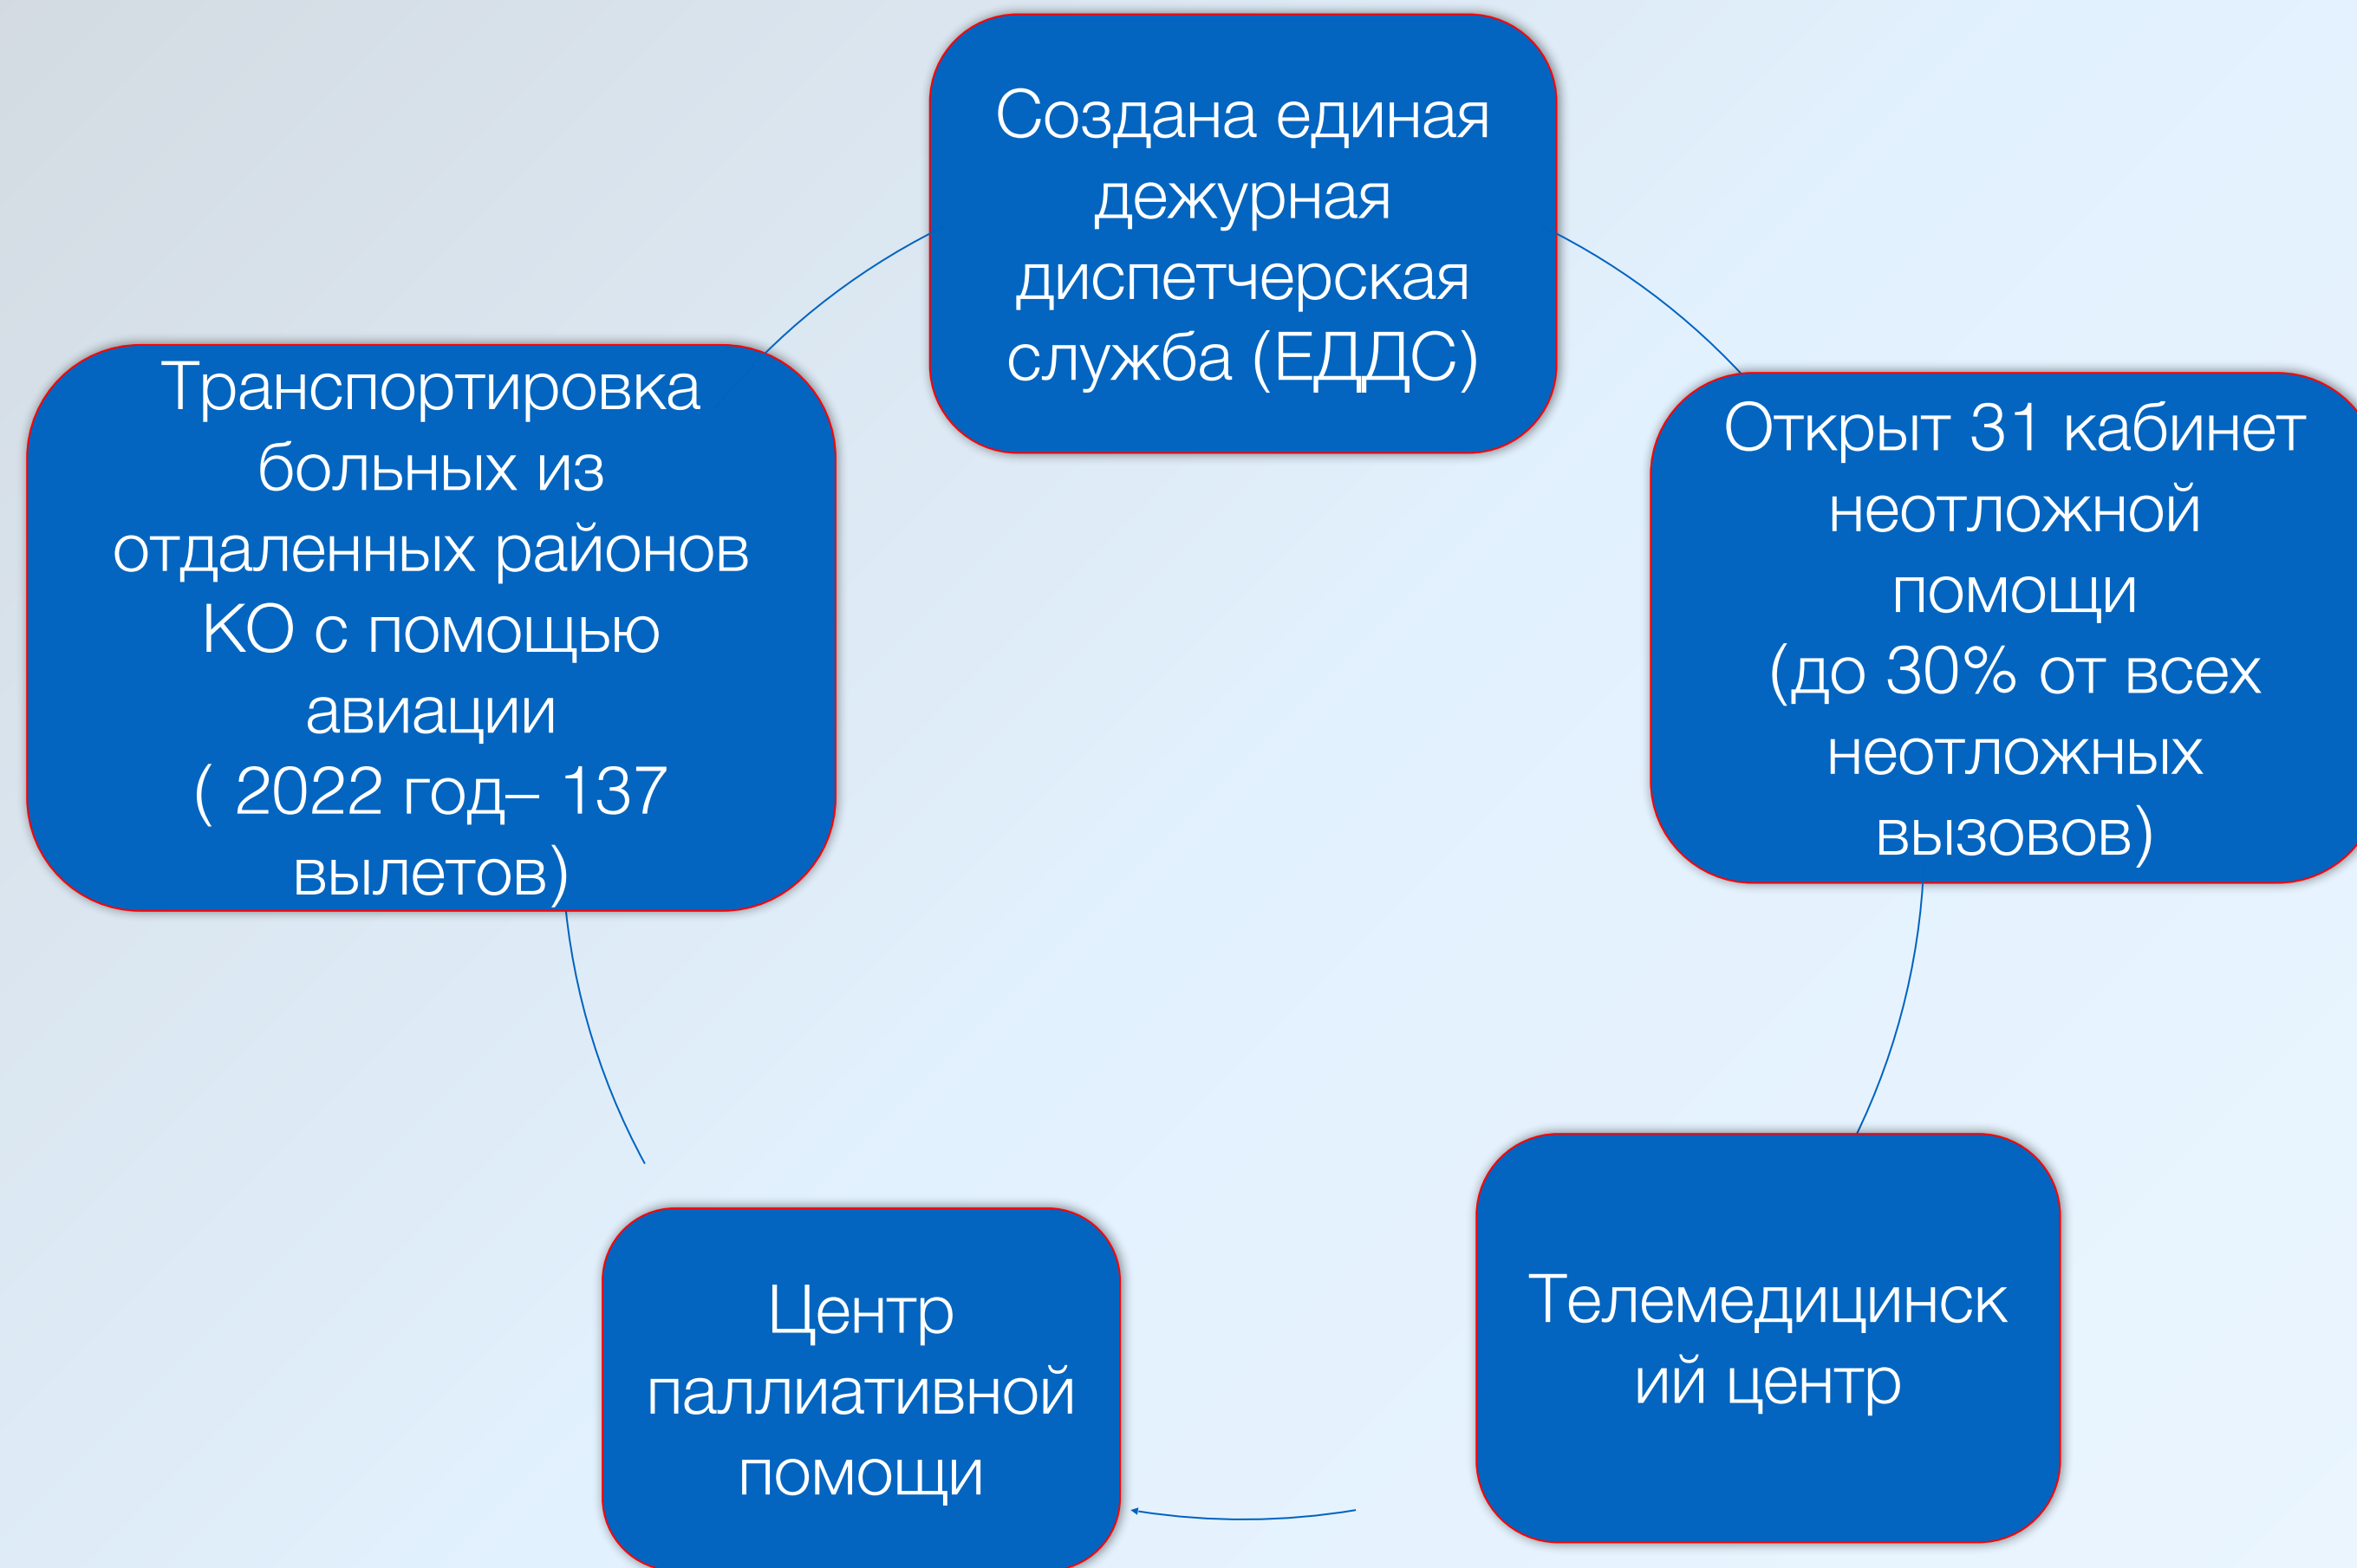 Создана единая
дежурная
диспетчерская
служба (ЕДДС)
Транспортировка
больных из
отдаленных районов
КО с помощью
авиации
( 2022 год– 137
вылетов)
Открыт 31 кабинет
неотложной
помощи
(до 30% от всех
неотложных
вызовов)
Центр
паллиативной
помощи
Телемедицинск
ий центр